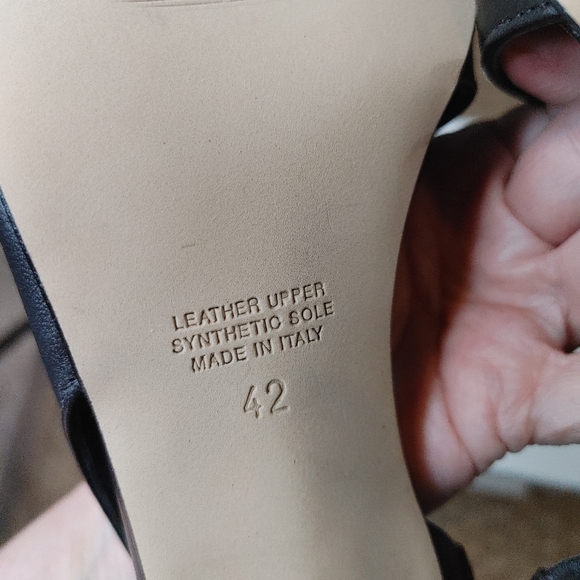 LEATHER UPPER
SYNTHETIC SOLE
MADE IN ITALY
42